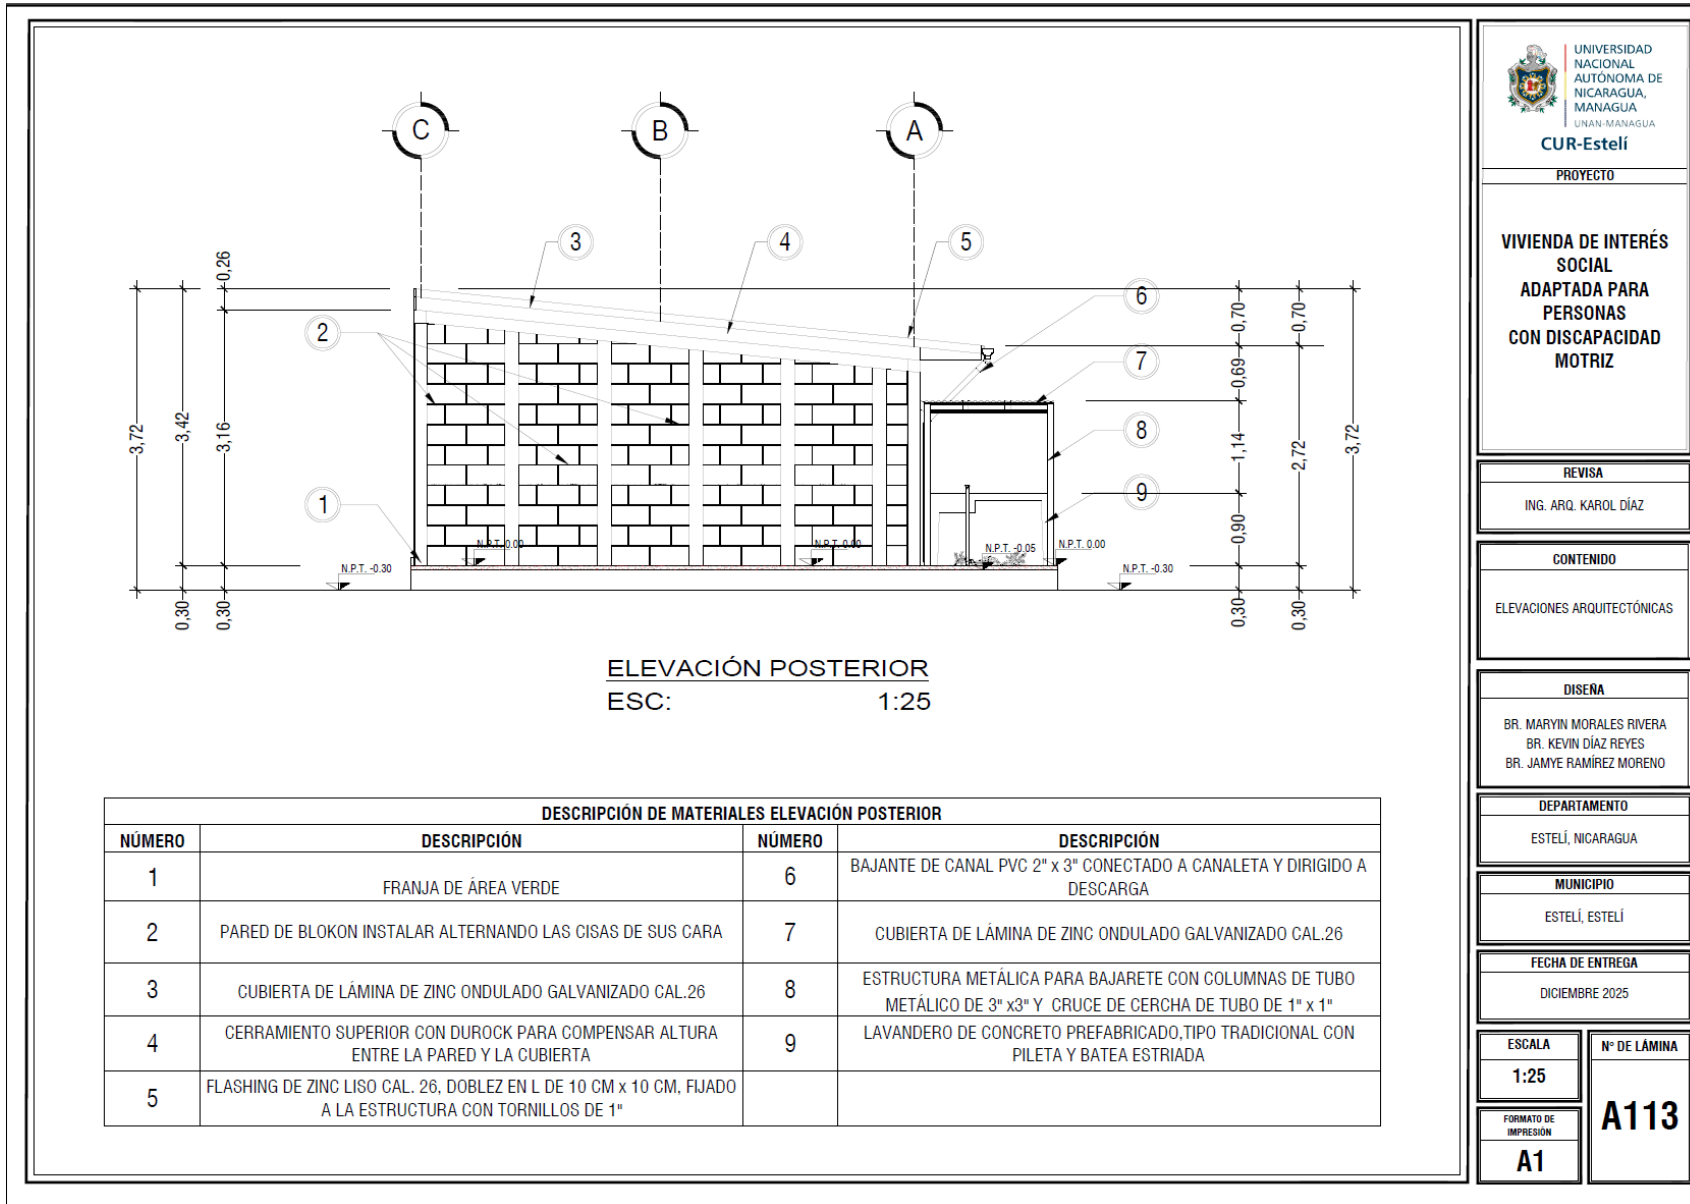 C
B
A
3
4
5
6
2
7
8
1
9
0,26
3,72
3,42
3,16
0,30
0,30
0,70
0,70
0,69
1,14
2,72
3,72
0,90
0,30
0,30
N.P.T. -0.30
N.P.T. 0.00
N.P.T. 0.00
N.P.T. -0.05
N.P.T. 0.00
N.P.T. -0.30
ELEVACIÓN POSTERIOR
ESC: 1:25
DESCRIPCIÓN DE MATERIALES ELEVACIÓN POSTERIOR
NÚMERO DESCRIPCIÓN NÚMERO DESCRIPCIÓN
1 FRANJA DE ÁREA VERDE
6 BAJANTE DE CANAL PVC 2" x 3" CONECTADO A CANALETA Y DIRIGIDO A
DESCARGA
2 PARED DE BLOKON INSTALAR ALTERNANDO LAS CISAS DE SUS CARA
7 CUBIERTA DE LÁMINA DE ZINC ONDULADO GALVANIZADO CAL.26
3 CUBIERTA DE LÁMINA DE ZINC ONDULADO GALVANIZADO CAL.26
8 ESTRUCTURA METÁLICA PARA BAJARETE CON COLUMNAS DE TUBO
METÁLICO DE 3" x3" Y CRUCE DE CERCHA DE TUBO DE 1" x 1"
4 CERRAMIENTO SUPERIOR CON DUROCK PARA COMPENSAR ALTURA
ENTRE LA PARED Y LA CUBIERTA
9 LAVANDERO DE CONCRETO PREFABRICADO,TIPO TRADICIONAL CON
PILETA Y BATEA ESTRIADA
5 FLASHING DE ZINC LISO CAL. 26, DOBLEZ EN L DE 10 CM x 10 CM, FIJADO
A LA ESTRUCTURA CON TORNILLOS DE 1"
UNIVERSIDAD
NACIONAL
AUTÓNOMA DE
NICARAGUA,
MANAGUA
UNAN-MANAGUA
CUR-Estelí
PROYECTO
VIVIENDA DE INTERÉS
SOCIAL
ADAPTADA PARA
PERSONAS
CON DISCAPACIDAD
MOTRIZ
REVISA
ING. ARQ. KAROL DÍAZ
CONTENIDO
ELEVACIONES ARQUITECTÓNICAS
DISEÑA
BR. MARYIN MORALES RIVERA
BR. KEVIN DÍAZ REYES
BR. JAMYE RAMÍREZ MORENO
DEPARTAMENTO
ESTELÍ, NICARAGUA
MUNICIPIO
ESTELÍ, ESTELÍ
FECHA DE ENTREGA
DICIEMBRE 2025
ESCALA
1:25
N° DE LÁMINA
A113
FORMATO DE
IMPRESIÓN
A1